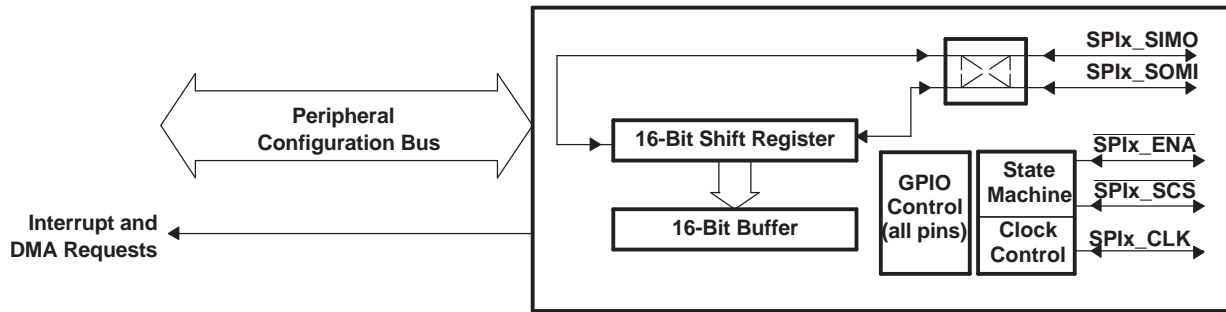 SPIx_SIMO
SPIx_SOMI
Peripheral
Configuration Bus
16-Bit Shift Register
16-Bit Buffer
GPIO
Control
(all pins)
State
Machine
Clock
Control
SPIx_ENA
SPIx_SCS
SPIx_CLK
Interrupt and
DMA Requests